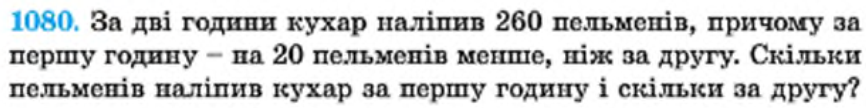 1080. За дві години кухар наліпив 260 пельменів, причому за
першу годину – на 20 пельменів менше, ніж за другу. Скільки
пельменів наліпив кухар за першу годину і скільки за другу?